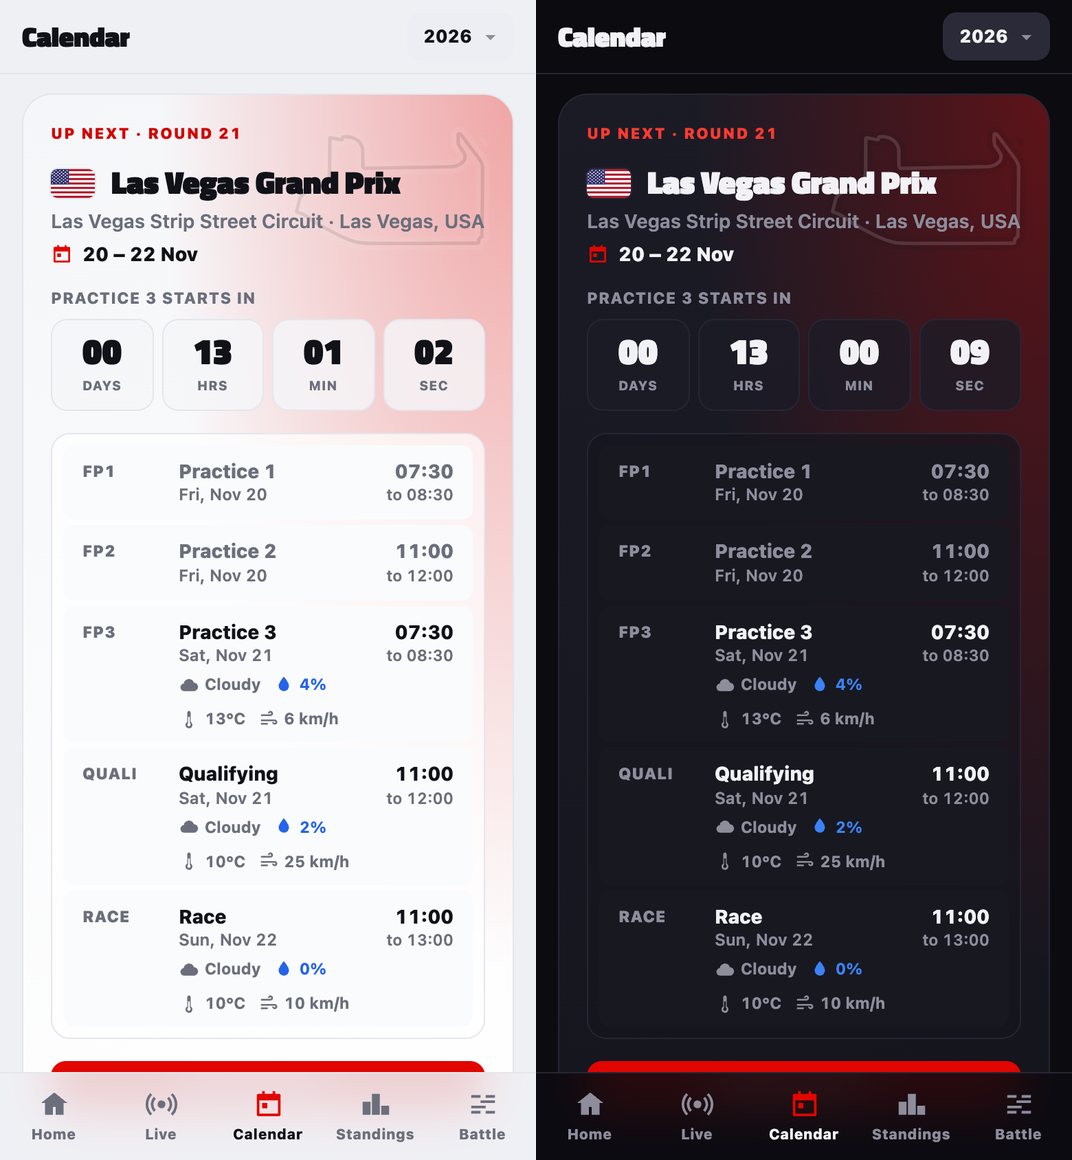 Calendar
2026
UP NEXT · ROUND 21
Las Vegas Grand Prix
Las Vegas Strip Street Circuit · Las Vegas, USA
20 – 22 Nov
PRACTICE 3 STARTS IN
00 13 01 02
DAYS HRS MIN SEC
FP1 Practice 1 07:30
Fri, Nov 20 to 08:30
FP2 Practice 2 11:00
Fri, Nov 20 to 12:00
FP3 Practice 3 07:30
Sat, Nov 21 to 08:30
Cloudy 4%
13°C 6 km/h
QUALI Qualifying 11:00
Sat, Nov 21 to 12:00
Cloudy 2%
10°C 25 km/h
RACE Race 11:00
Sun, Nov 22 to 13:00
Cloudy 0%
10°C 10 km/h
Home Live Calendar Standings Battle
Calendar
2026
UP NEXT · ROUND 21
Las Vegas Grand Prix
Las Vegas Strip Street Circuit · Las Vegas, USA
20 – 22 Nov
PRACTICE 3 STARTS IN
00 13 00 09
DAYS HRS MIN SEC
FP1 Practice 1 07:30
Fri, Nov 20 to 08:30
FP2 Practice 2 11:00
Fri, Nov 20 to 12:00
FP3 Practice 3 07:30
Sat, Nov 21 to 08:30
Cloudy 4%
13°C 6 km/h
QUALI Qualifying 11:00
Sat, Nov 21 to 12:00
Cloudy 2%
10°C 25 km/h
RACE Race 11:00
Sun, Nov 22 to 13:00
Cloudy 0%
10°C 10 km/h
Home Live Calendar Standings Battle